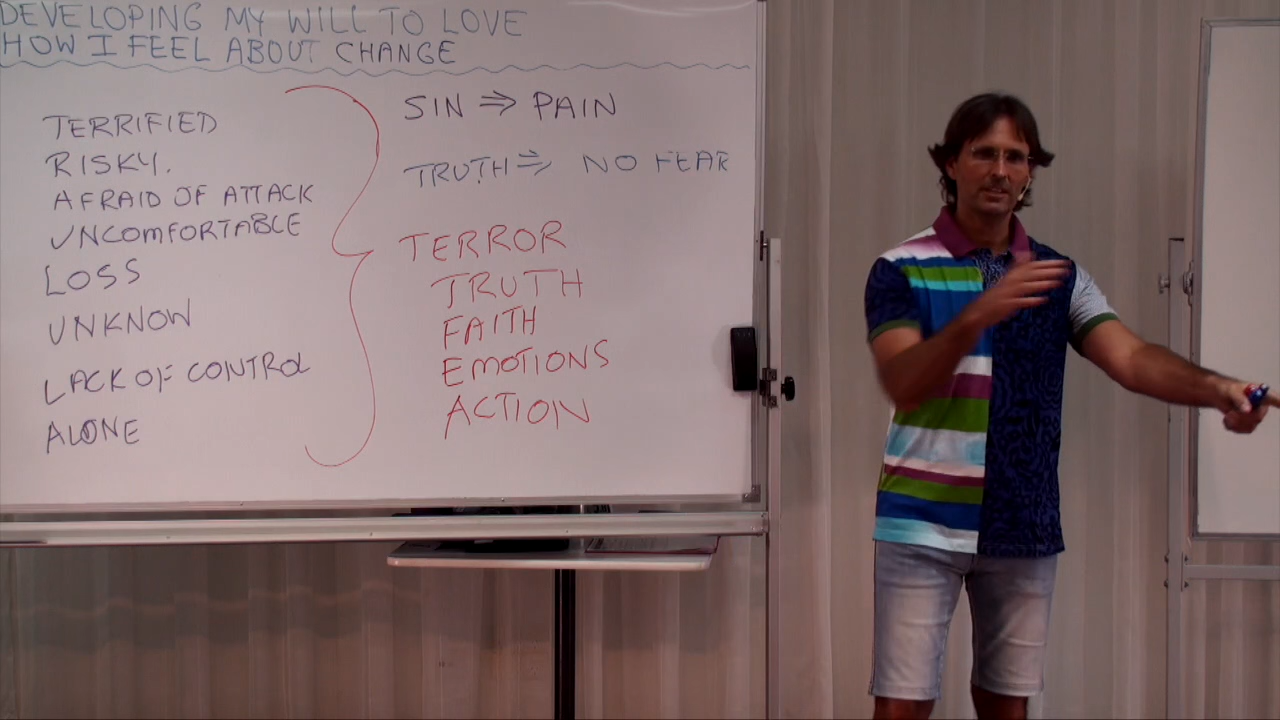 DEVELOPING MY WILL TO LOVE
HOW I FEEL ABOUT CHANGE
TERRIFIED
RISKY.
AFRAID OF ATTACK
UNCOMFORTABLE
LOSS
UNKNOW
LACK OF CONTROL
ALONE
SIN ⇒ PAIN
TRUTH ⇒ NO FEAR
TERROR
TRUTH
FAITH
EMOTIONS
ACTION